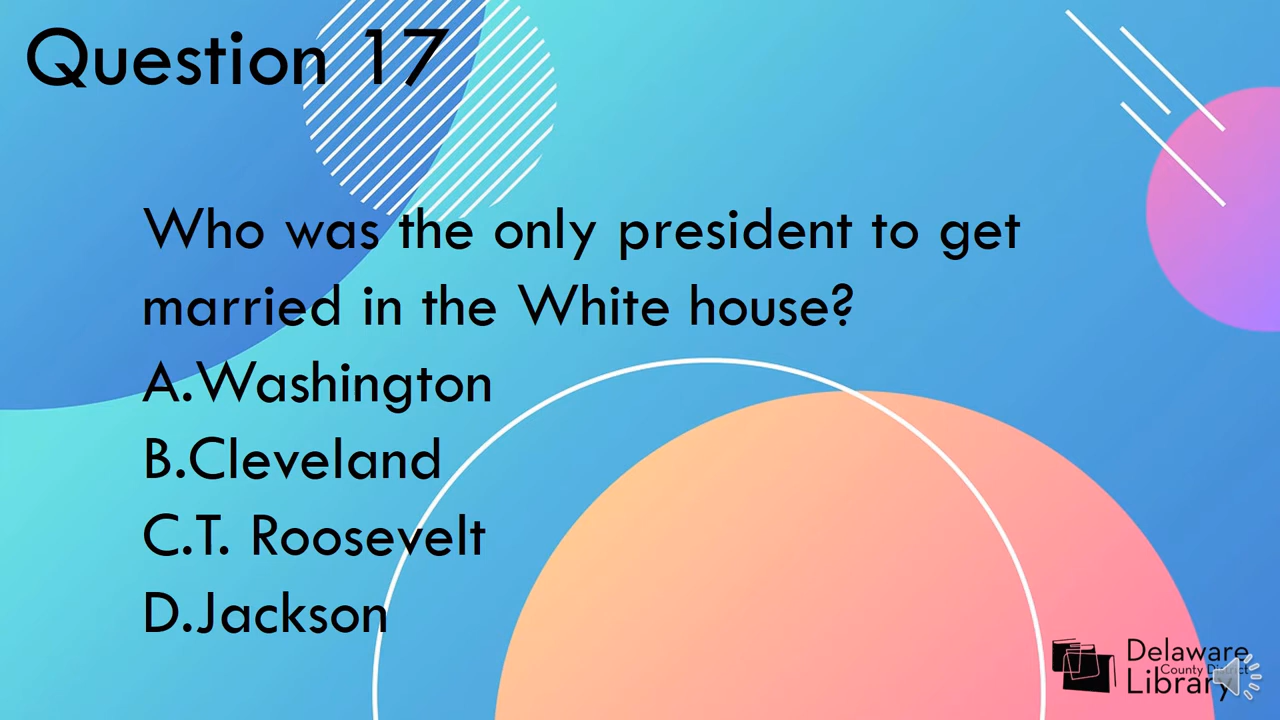 Question 17
Who was the only president to get
married in the White house?
A.Washington
B.Cleveland
C.T. Roosevelt
D.Jackson
Delaware
County District
Library